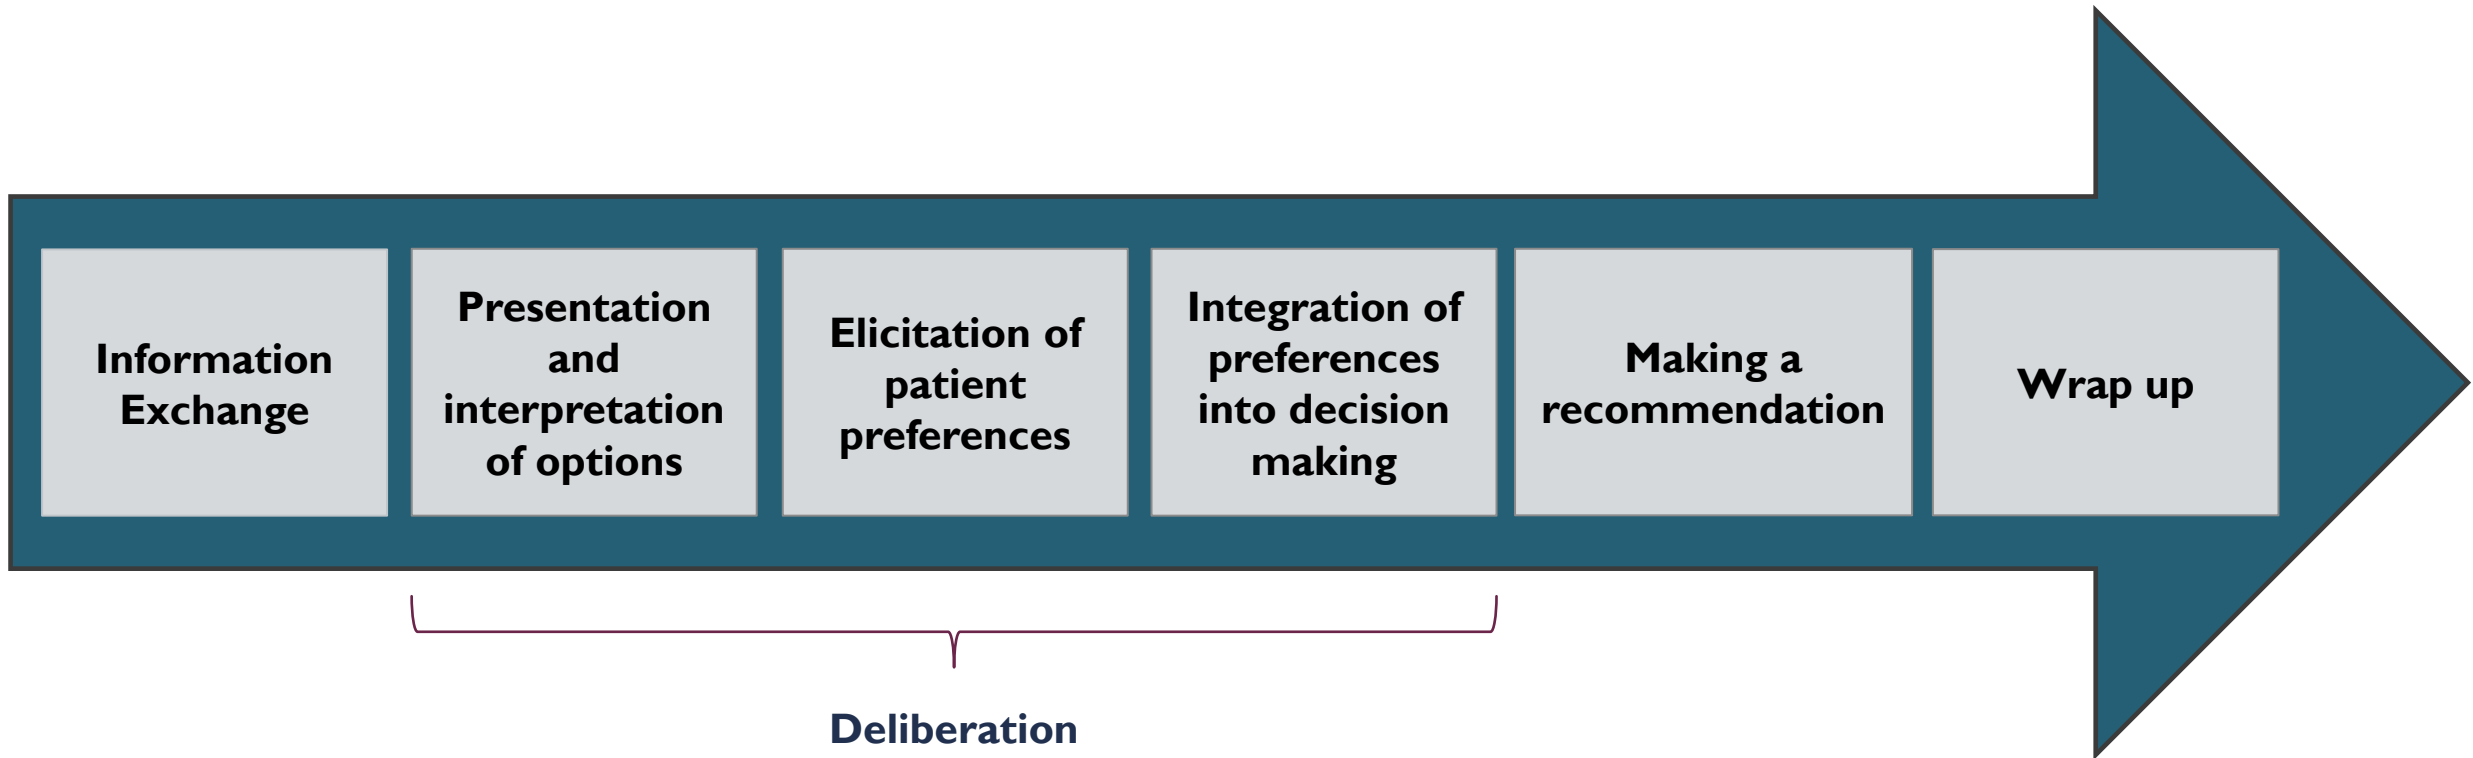 Information
Exchange
Presentation
and
interpretation
of options
Elicitation of
patient
preferences
Integration of
preferences
into decision
making
Making a
recommendation
Wrap up
Deliberation